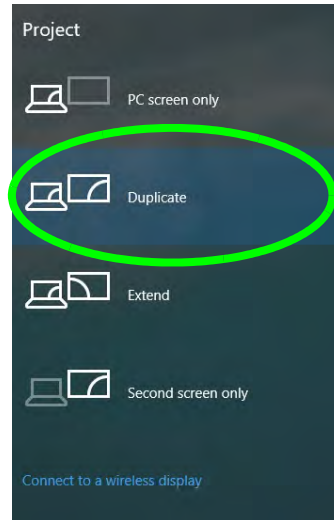 Project
PC screen only
Duplicate
Extend
Second screen only
Connect to a wireless display